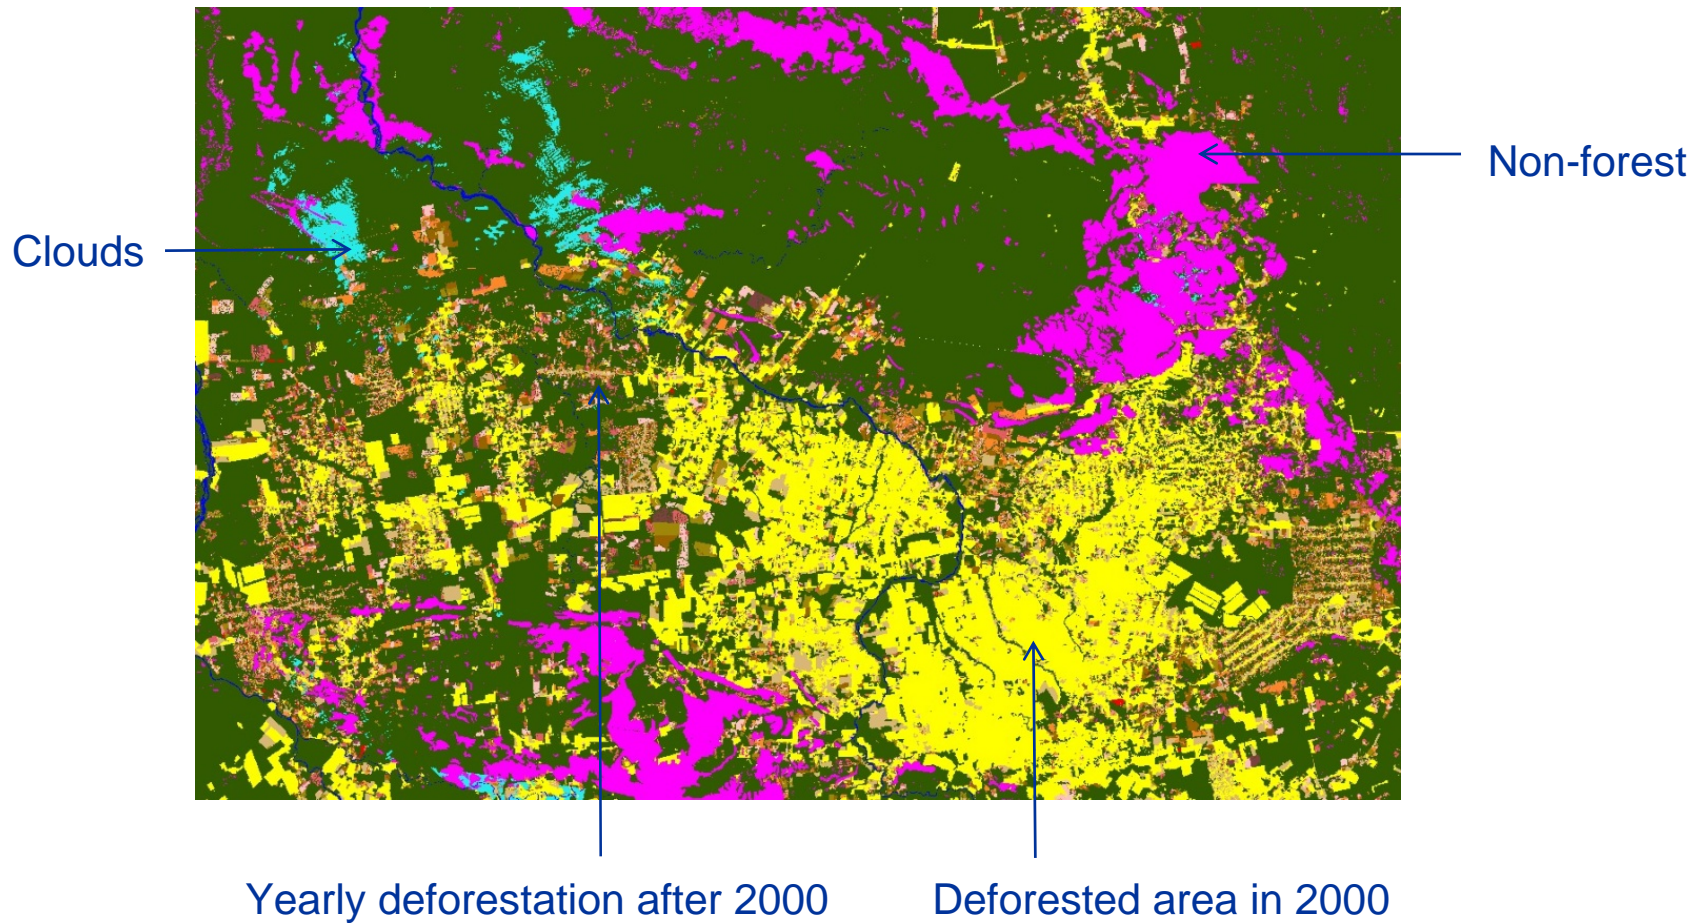 Non-forest
Clouds
Yearly deforestation after 2000
Deforested area in 2000